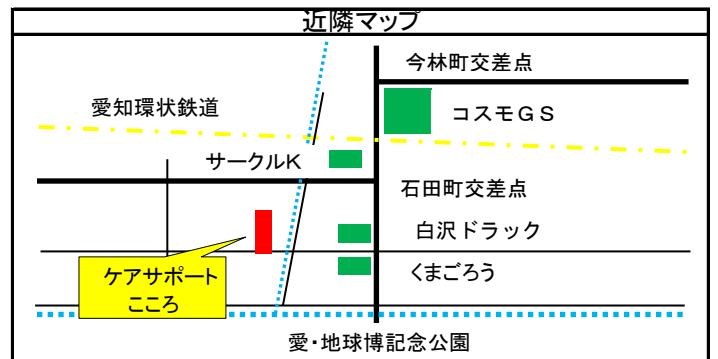 近隣マップ
今林町交差点
愛知環状鉄道
コスモＧＳ
サークルK
石田町交差点
白沢ドラック
ケアサポート
こころ
くまごろう
愛・地球博記念公園